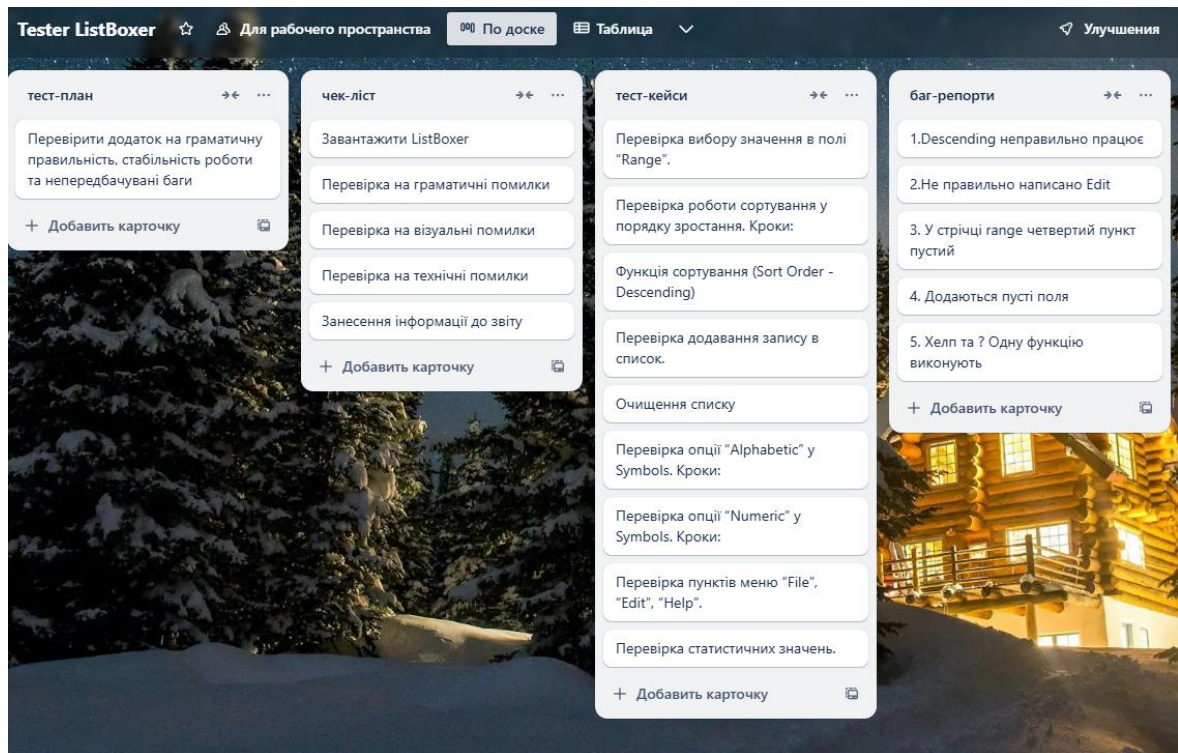 Tester ListBoxer
Для рабочего пространства
По доске
Таблица
Улучшения
тест-план
Перевірити додаток на граматичну
правильність, стабільність роботи
та непередбачувані баги
+ Добавить карточку
чек-ліст
Завантажити ListBoxer
Перевірка на граматичні помилки
Перевірка на візуальні помилки
Перевірка на технічні помилки
Занесення інформації до звіту
+ Добавить карточку
тест-кейси
Перевірка вибору значення в полі
"Range".
Перевірка роботи сортування у
порядку зростання. Кроки:
Функція сортування (Sort Order -
Descending)
Перевірка додавання запису в
список.
Очищення списку
Перевірка опції "Alphabetic" у
Symbols. Кроки:
Перевірка опції "Numeric" у
Symbols. Кроки:
Перевірка пунктів меню "File",
"Edit", "Help".
Перевірка статистичних значень.
+ Добавить карточку
баг-репорти
1.Descending неправильно працює
2.Не правильно написано Edit
3. У стрічці range четвертий пункт
пустий
4. Додаються пусті поля
5. Хелп та ? Одну функцію
виконують
+ Добавить карточку